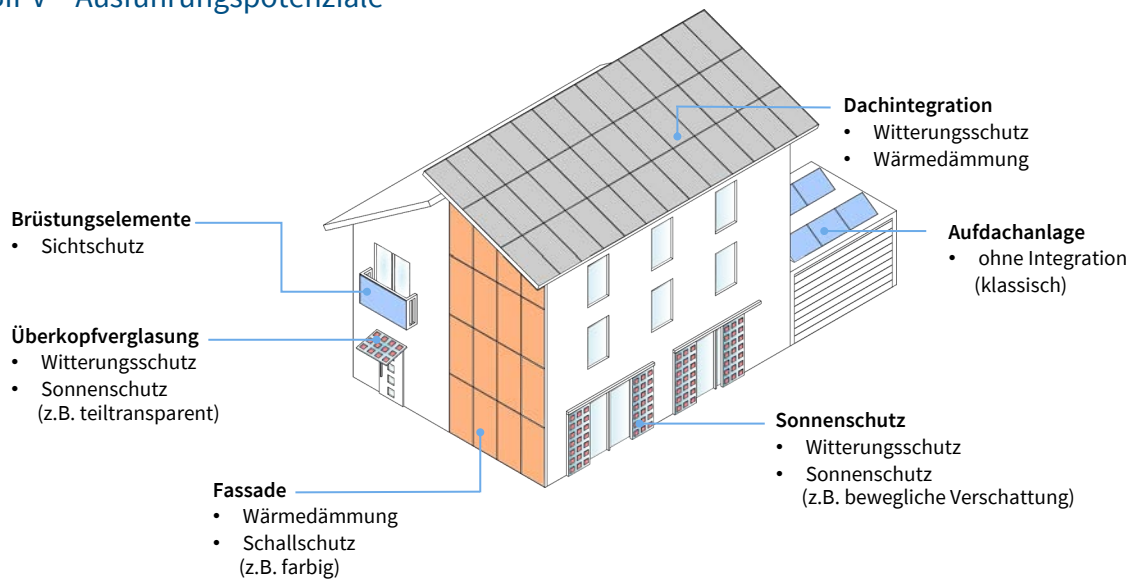 Ausführungspotenziale
Dachintegration
• Witterungsschutz
• Wärmedämmung
Brüstungselemente
• Sichtschutz
Aufdachanlage
• ohne Integration
(klassisch)
Überkopfverglasung
• Witterungsschutz
• Sonnenschutz
(z.B. teiltransparent)
Sonnenschutz
• Witterungsschutz
• Sonnenschutz
(z.B. bewegliche Verschattung)
Fassade
• Wärmedämmung
• Schallschutz
(z.B. farbig)